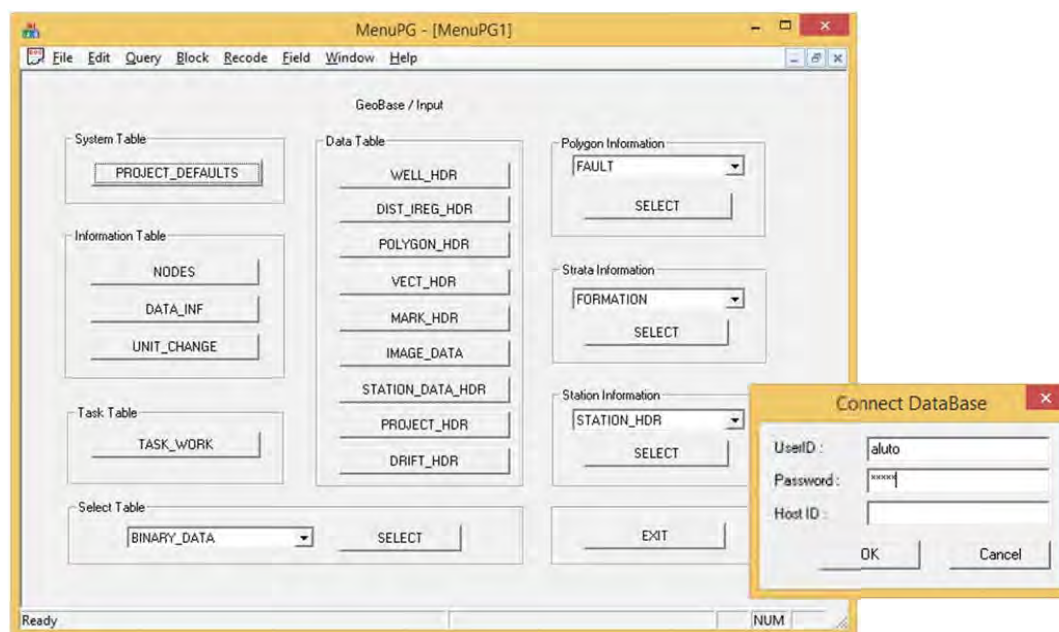 MenuPG - [MenuPG1]
File Edit Query Block Recode Field Window Help
GeoBase / Input
System Table
PROJECT_DEFAULTS
Information Table
NODES
DATA_INF
UNIT_CHANGE
Task Table
TASK_WORK
Data Table
WELL_HDR
DIST_IREG_HDR
POLYGON_HDR
VECT_HDR
MARK_HDR
IMAGE_DATA
STATION_DATA_HDR
PROJECT_HDR
DRIFT_HDR
Polygon Information
FAULT
SELECT
Strata Information
FORMATION
SELECT
Station Information
STATION_HDR
SELECT
Select Table
BINARY_DATA
SELECT
EXIT
Ready
NUM
Connect DataBase
UserID : aluto
Password : *****
Host ID :
OK Cancel